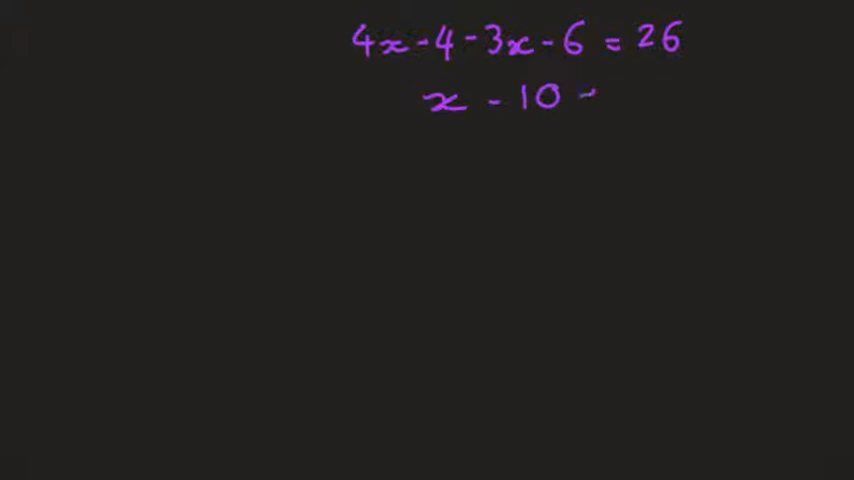 4x - 4 - 3x - 6 = 26
x - 10 -